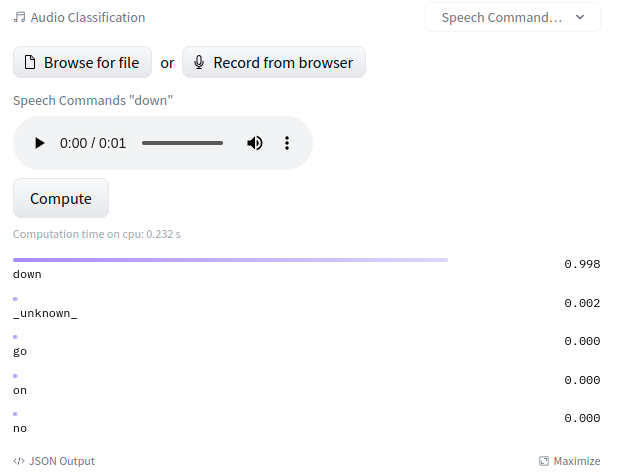 Audio Classification
Speech Command...
Browse for file or Record from browser
Speech Commands "down"
0:00 / 0:01
Compute
Computation time on cpu: 0.232 s
0.998
down
0.002
_unknown_
0.000
go
0.000
on
0.000
no
</> JSON Output
Maximize